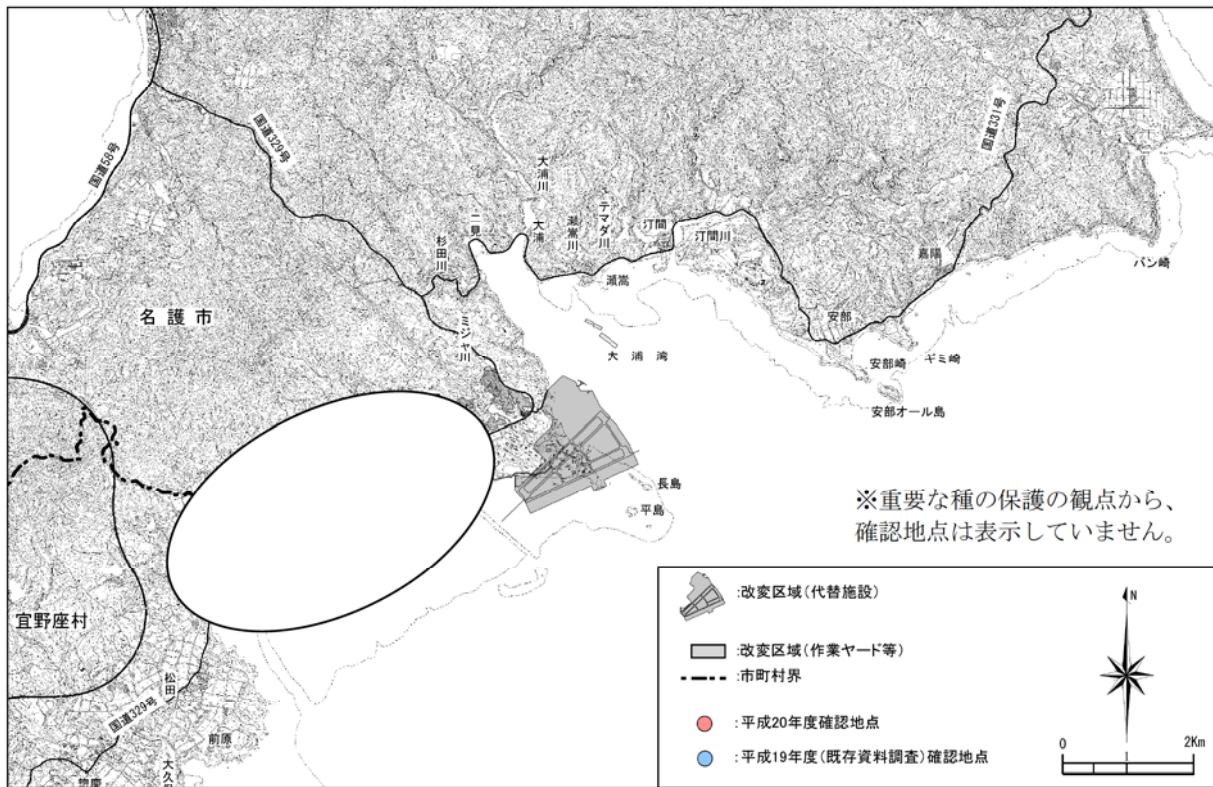 国道58号
国道329号
国道331号
大浦川
二見
大浦
瀬嵩川
テマダ川
汀間
汀間川
杉田川
瀬嵩
嘉陽
バン崎
名護市
ミジャ川
大浦湾
安部
安部崎
ギミ崎
安部オール島
長島
平島
※重要な種の保護の観点から、
確認地点は表示していません。
宜野座村
松田
国道329号
前原
大久保
惣慶
:改変区域(代替施設)
:改変区域(作業ヤード等)
:市町村界
:平成20年度確認地点
:平成19年度(既存資料調査)確認地点
N
0 1 2Km